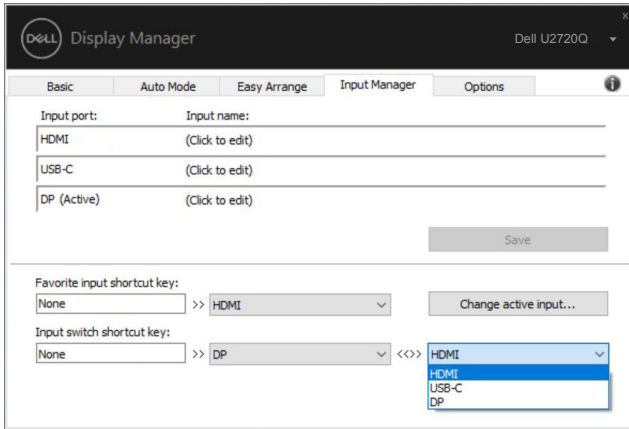 x
DELL Display Manager Dell U2720Q
Basic Auto Mode Easy Arrange Input Manager Options i
Input port: Input name:
HDMI (Click to edit)
USB-C (Click to edit)
DP (Active) (Click to edit)
Save
Favorite input shortcut key:
None >> HDMI Change active input...
Input switch shortcut key:
None >> DP <<>> HDMI
HDMI
USB-C
DP